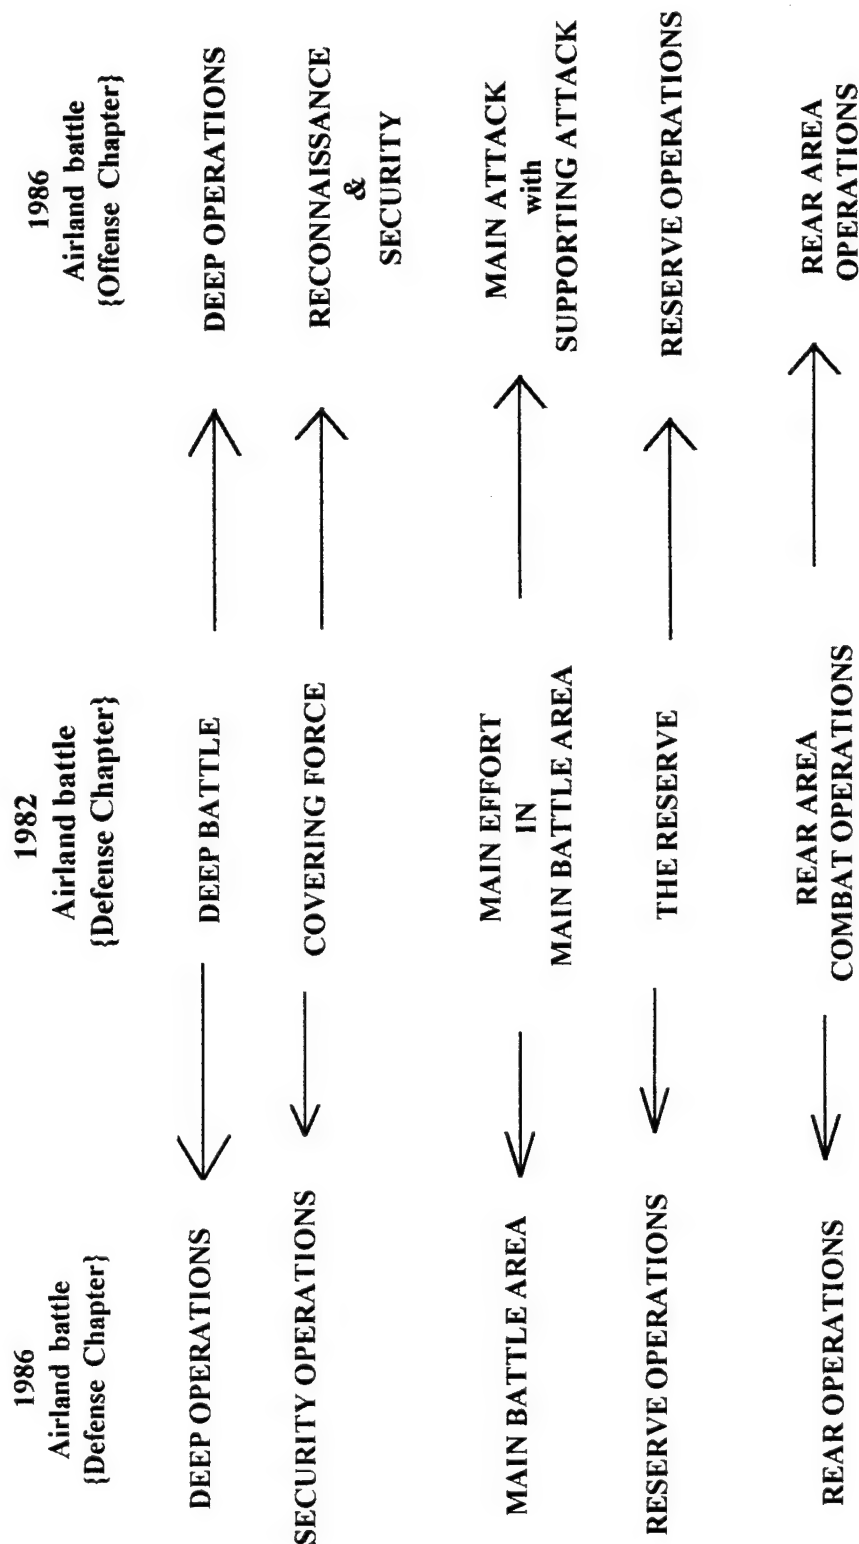 1986
Airland battle
{Defense Chapter}
DEEP OPERATIONS
SECURITY OPERATIONS
MAIN BATTLE AREA
RESERVE OPERATIONS
REAR OPERATIONS
1982
Airland battle
{Defense Chapter}
DEEP BATTLE
COVERING FORCE
MAIN EFFORT
IN
MAIN BATTLE AREA
THE RESERVE
REAR AREA
COMBAT OPERATIONS
1986
Airland battle
{Offense Chapter}
DEEP OPERATIONS
RECONNAISSANCE
&
SECURITY
MAIN ATTACK
with
SUPPORTING ATTACK
RESERVE OPERATIONS
REAR AREA
OPERATIONS